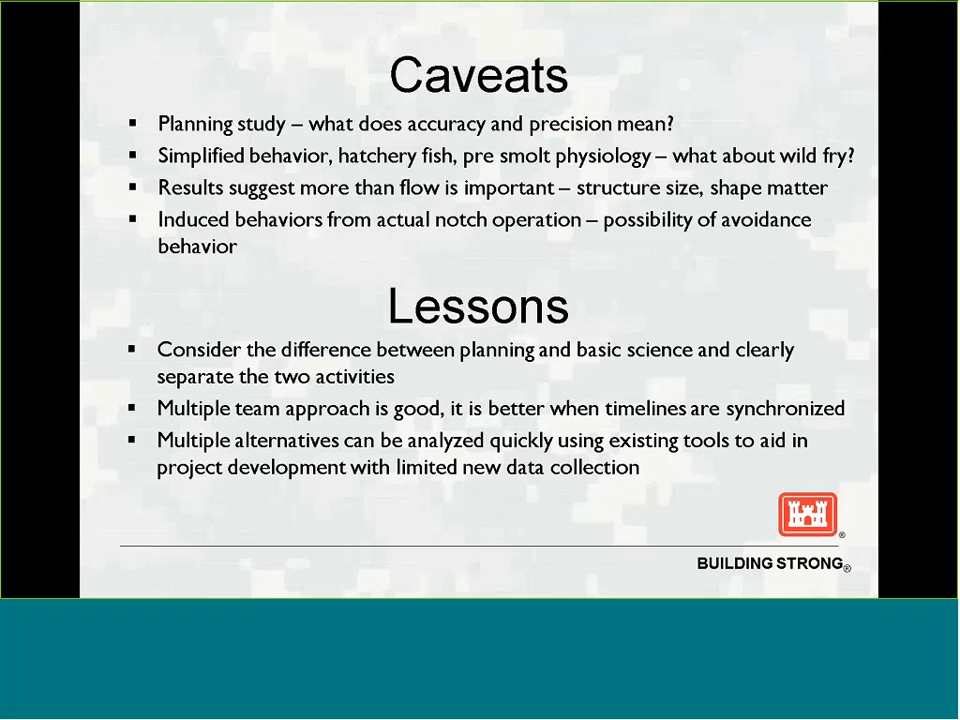 Caveats
▪ Planning study – what does accuracy and precision mean?
▪ Simplified behavior, hatchery fish, pre smolt physiology – what about wild fry?
▪ Results suggest more than flow is important – structure size, shape matter
▪ Induced behaviors from actual notch operation – possibility of avoidance
behavior
Lessons
▪ Consider the difference between planning and basic science and clearly
separate the two activities
▪ Multiple team approach is good, it is better when timelines are synchronized
▪ Multiple alternatives can be analyzed quickly using existing tools to aid in
project development with limited new data collection
®
BUILDING STRONG®